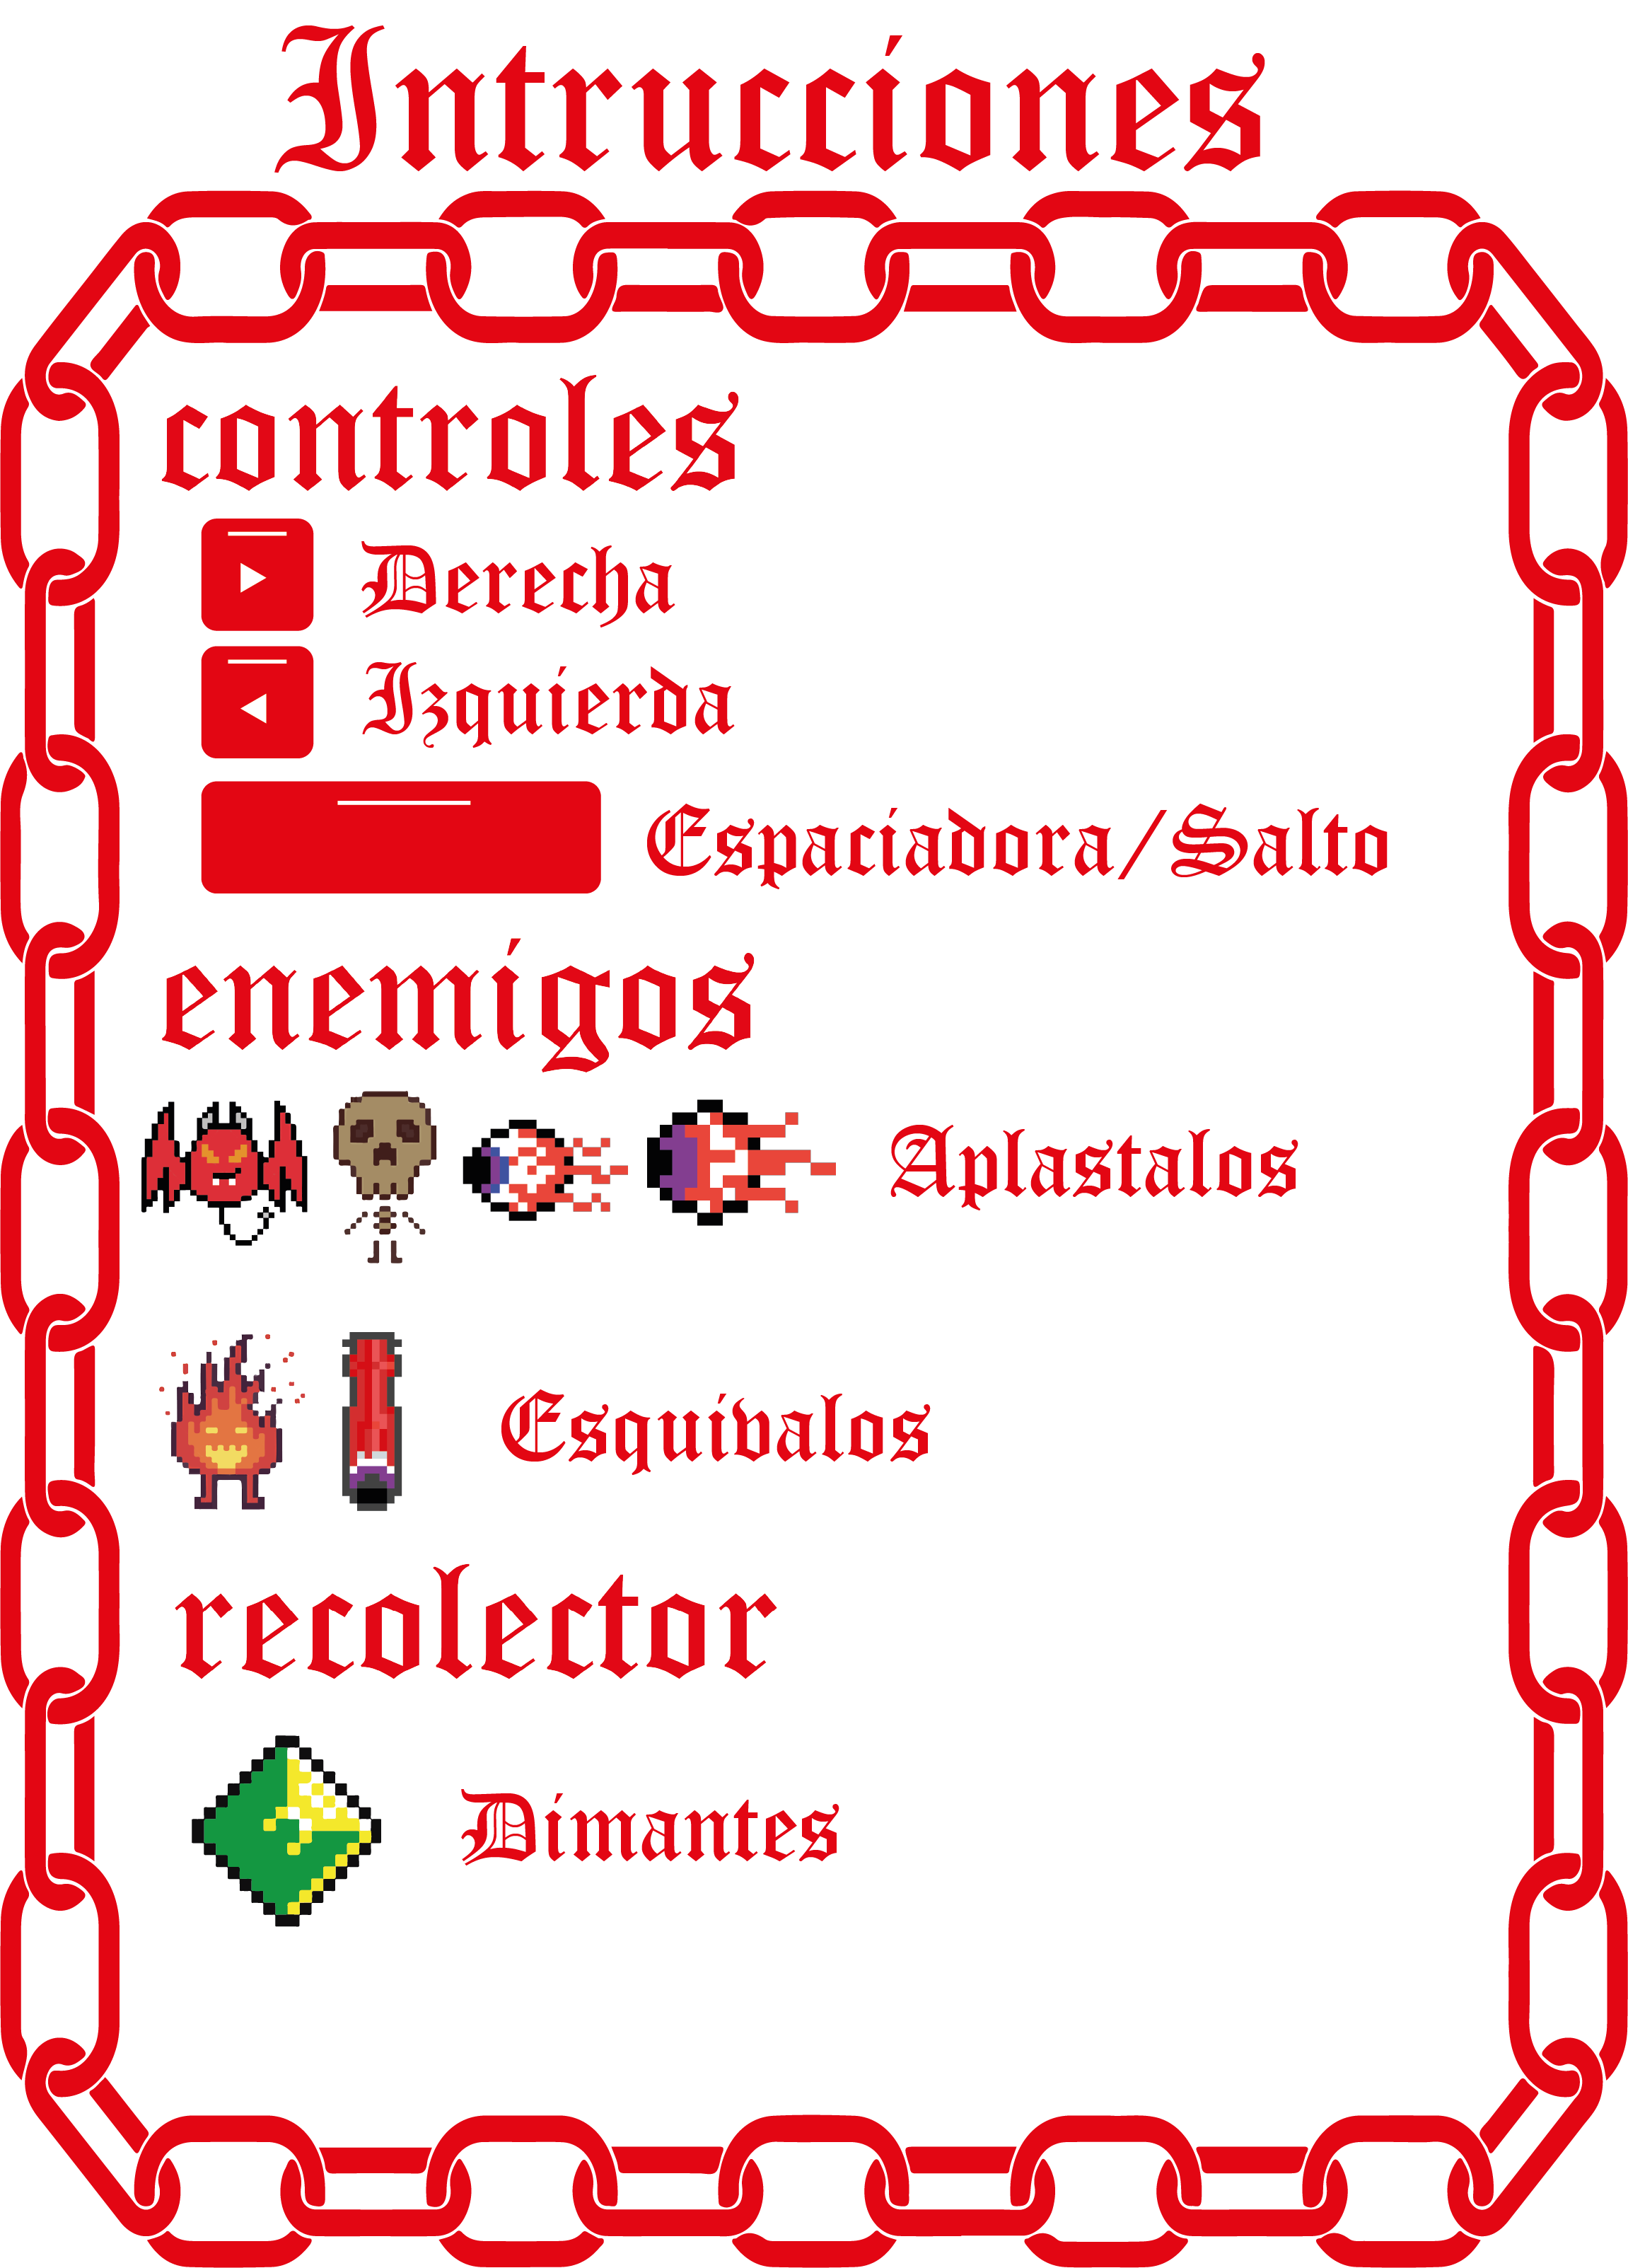 Intrucciones
controles
Derecha
Izquierda
Espaciadora/Salto
enemigos
Aplastalos
Esquivalos
recolector
Dimantes